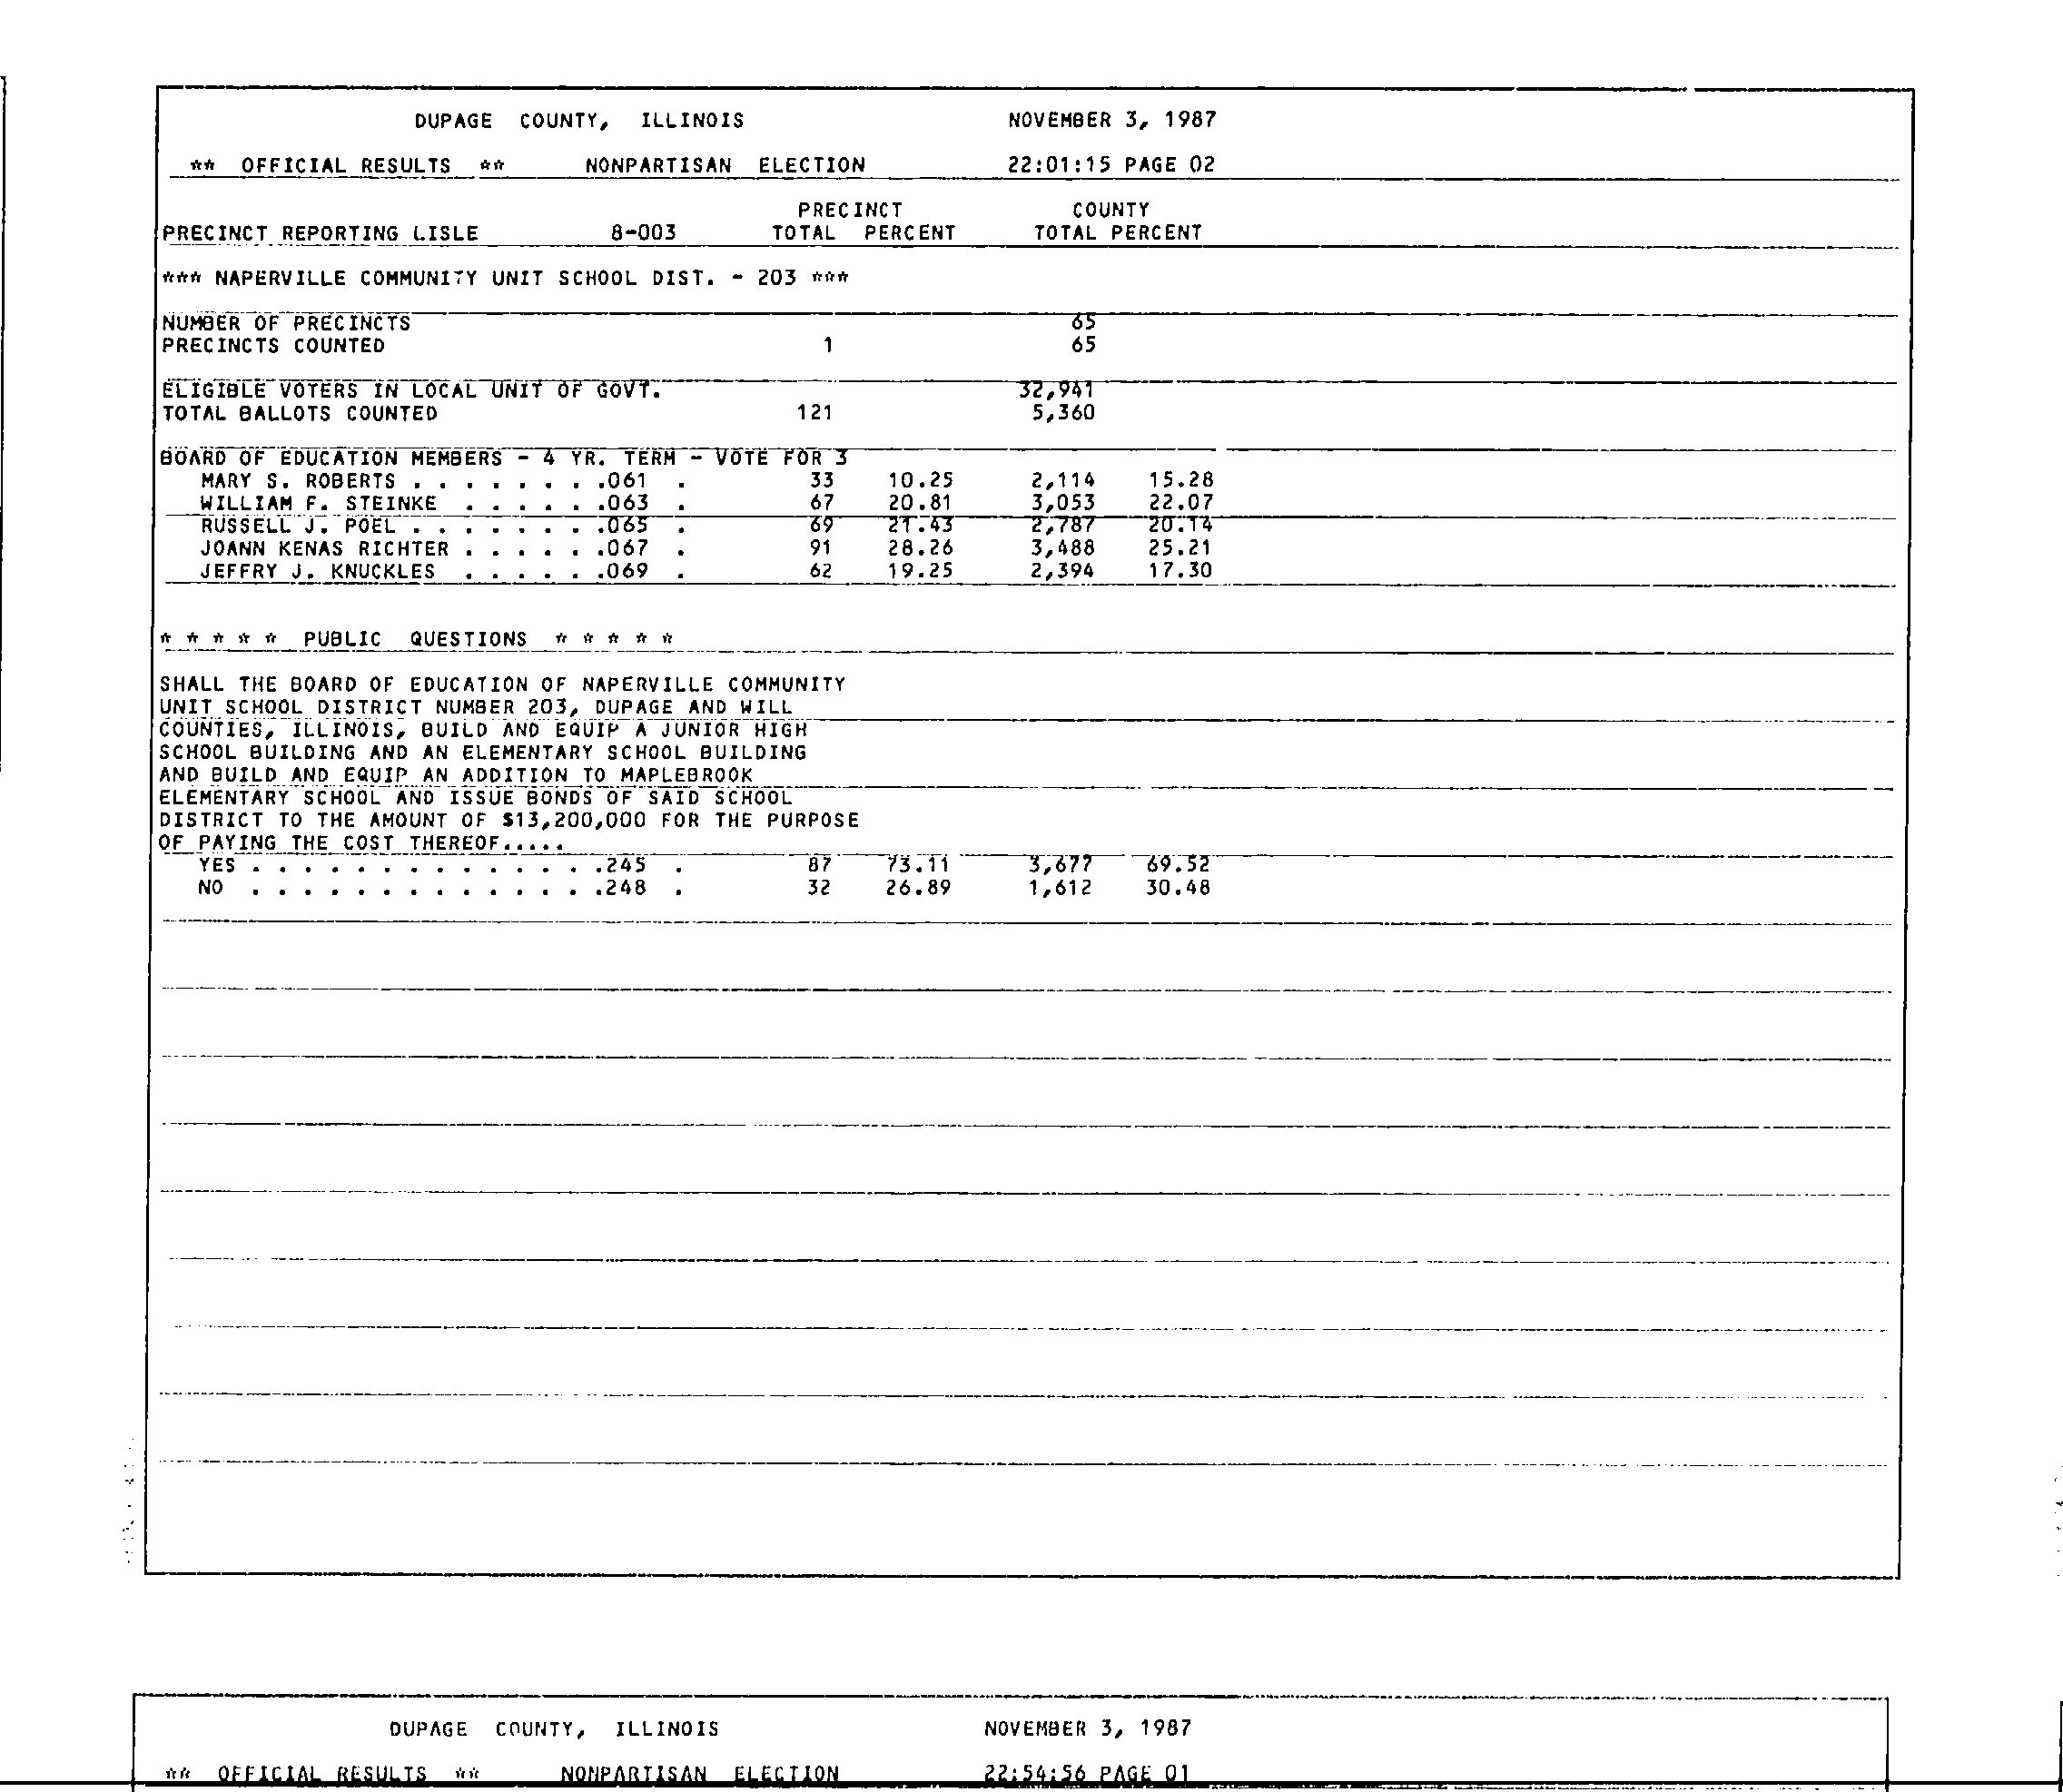 DUPAGE COUNTY, ILLINOIS NOVEMBER 3, 1987
** OFFICIAL RESULTS ** NONPARTISAN ELECTION 22:01:15 PAGE 02
PRECINCT COUNTY
PRECINCT REPORTING LISLE 8-003 TOTAL PERCENT TOTAL PERCENT
*** NAPERVILLE COMMUNITY UNIT SCHOOL DIST. - 203 ***
NUMBER OF PRECINCTS 65
PRECINCTS COUNTED 1 65
ELIGIBLE VOTERS IN LOCAL UNIT OF GOVT. 32,941
TOTAL BALLOTS COUNTED 121 5,360
BOARD OF EDUCATION MEMBERS - 4 YR. TERM - VOTE FOR 3
MARY S. ROBERTS . . . . . . . .061 . 33 10.25 2,114 15.28
WILLIAM F. STEINKE . . . . . .063 . 67 20.81 3,053 22.07
RUSSELL J. POEL . . . . . . . .065 . 69 21.43 2,787 20.14
JOANN KENAS RICHTER . . . . . .067 . 91 28.26 3,488 25.21
JEFFRY J. KNUCKLES . . . . . .069 . 62 19.25 2,394 17.30
* * * * * PUBLIC QUESTIONS * * * * *
SHALL THE BOARD OF EDUCATION OF NAPERVILLE COMMUNITY
UNIT SCHOOL DISTRICT NUMBER 203, DUPAGE AND WILL
COUNTIES, ILLINOIS, BUILD AND EQUIP A JUNIOR HIGH
SCHOOL BUILDING AND AN ELEMENTARY SCHOOL BUILDING
AND BUILD AND EQUIP AN ADDITION TO MAPLEBROOK
ELEMENTARY SCHOOL AND ISSUE BONDS OF SAID SCHOOL
DISTRICT TO THE AMOUNT OF $13,200,000 FOR THE PURPOSE
OF PAYING THE COST THEREOF.....
YES . . . . . . . . . . . . . .245 . 87 73.11 3,677 69.52
NO . . . . . . . . . . . . . .248 . 32 26.89 1,612 30.48
DUPAGE COUNTY, ILLINOIS NOVEMBER 3, 1987
** OFFICIAL RESULTS ** NONPARTISAN ELECTION 22:54:56 PAGE 01